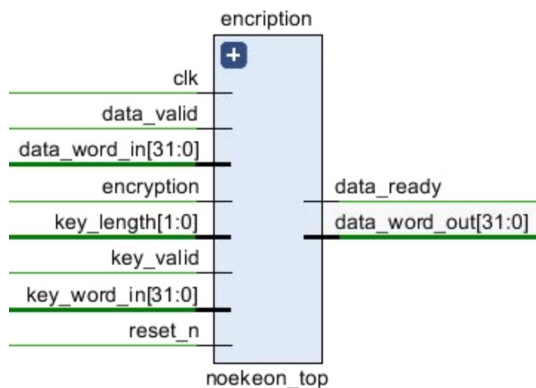 encription
clk
data_valid
data_word_in[31:0]
encryption
data_ready
key_length[1:0]
data_word_out[31:0]
key_valid
key_word_in[31:0]
reset_n
noekeon_top